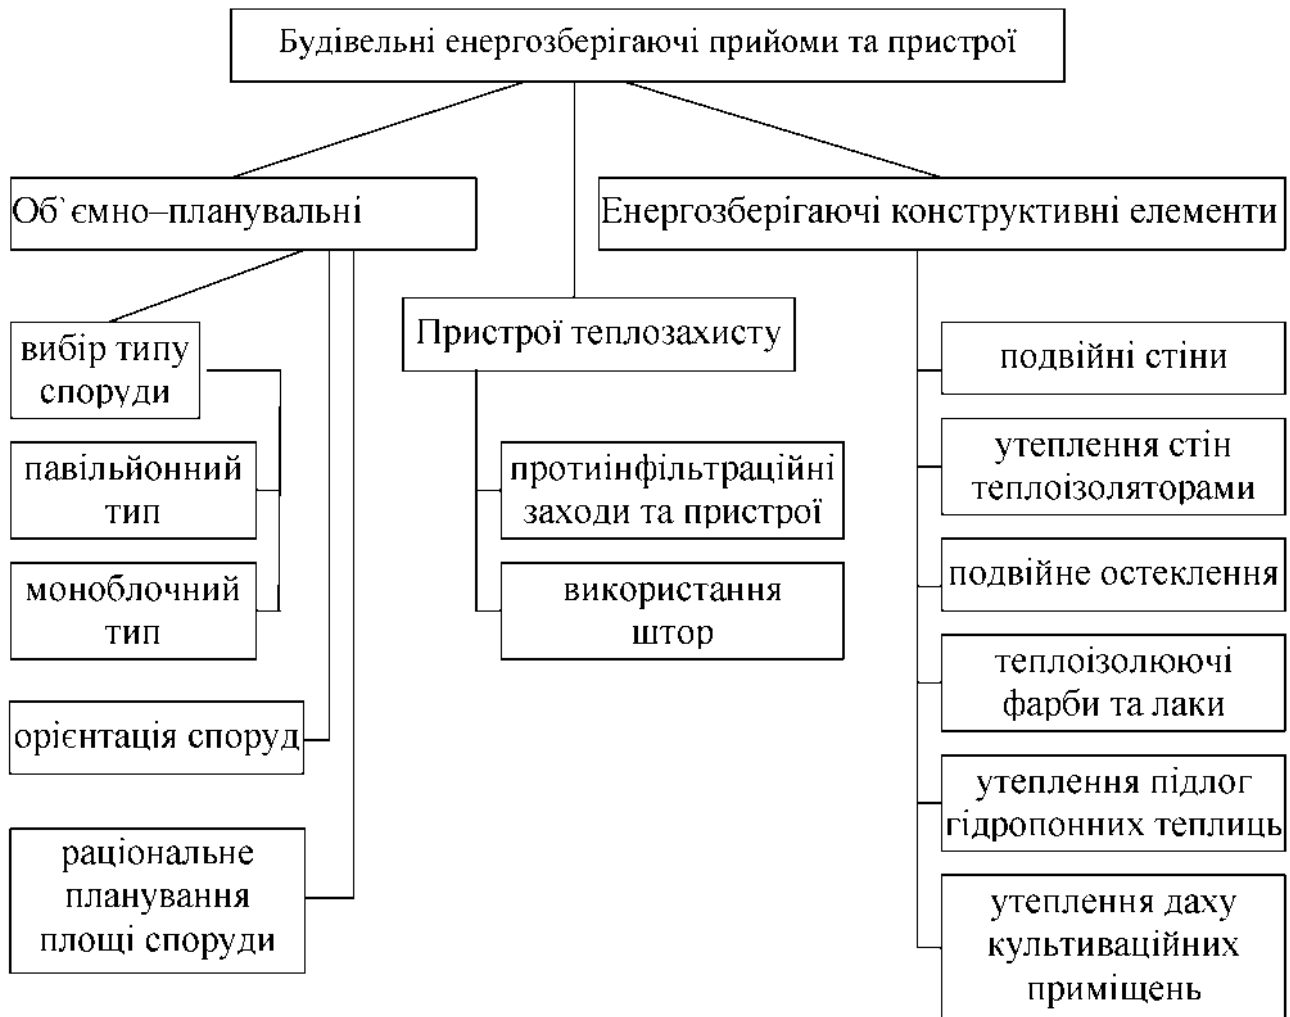 Будівельні енергозберігаючі прийоми та пристрої
Об`ємно–планувальні
Енергозберігаючі конструктивні елементи
Пристрої теплозахисту
вибір типу
споруди
павільйонний
тип
моноблочний
тип
орієнтація споруд
раціональне
планування
площі споруди
протиінфільтраційні
заходи та пристрої
використання
штор
подвійні стіни
утеплення стін
теплоізоляторами
подвійне остеклення
теплоізолюючі
фарби та лаки
утеплення підлог
гідропонних теплиць
утеплення даху
культиваційних
приміщень